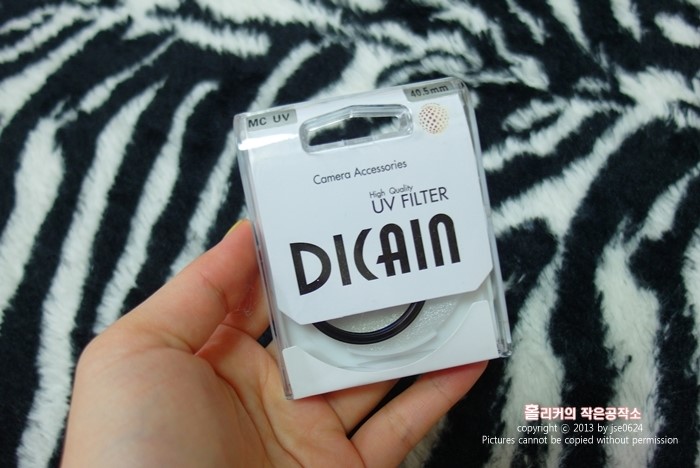 MC UV
40.5mm
Camera Accessories
High Quality
UV FILTER
DICAIN
홀리커의 작은공작소
copyright ⓒ 2013 by jse0624
Pictures cannot be copied without permission